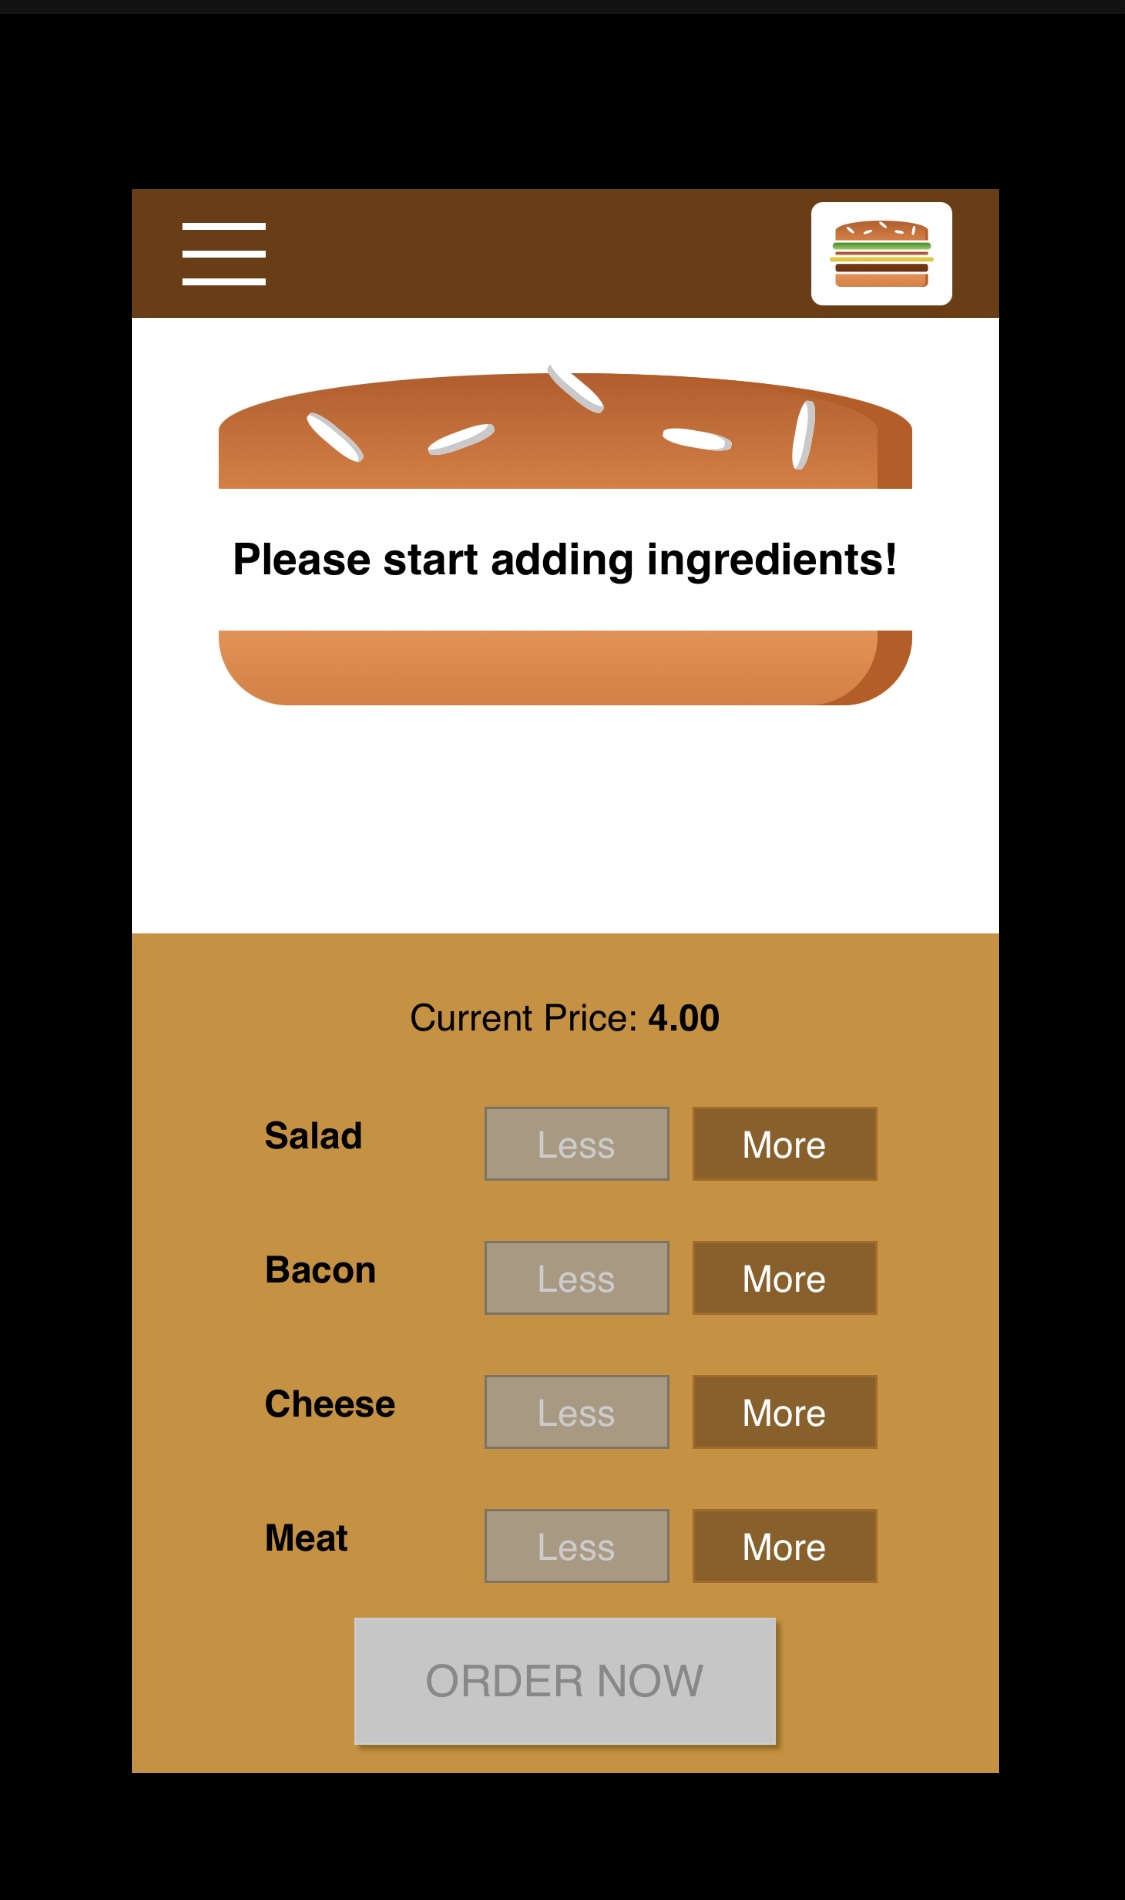 Please start adding ingredients!
Current Price: 4.00
Salad Less More
Bacon Less More
Cheese Less More
Meat Less More
ORDER NOW